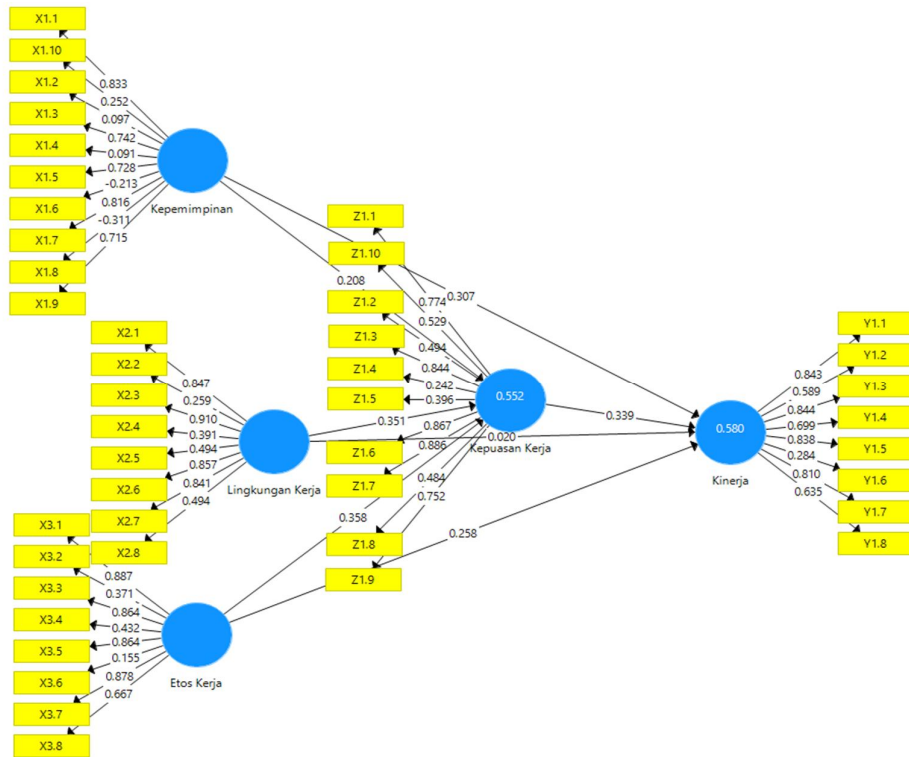 X1.1
X1.10
X1.2
X1.3
X1.4
X1.5
X1.6
X1.7
X1.8
X1.9
0.833
0.252
0.097
0.742
0.091
0.728
-0.213
0.816
-0.311
0.715
Kepemimpinan
X2.1
X2.2
X2.3
X2.4
X2.5
X2.6
X2.7
X2.8
0.847
0.259
0.910
0.391
0.494
0.857
0.841
0.494
Lingkungan Kerja
X3.1
X3.2
X3.3
X3.4
X3.5
X3.6
X3.7
X3.8
0.887
0.371
0.864
0.432
0.864
0.155
0.878
0.667
Etos Kerja
Z1.1
Z1.10
Z1.2
Z1.3
Z1.4
Z1.5
Z1.6
Z1.7
Z1.8
Z1.9
0.774
0.529
0.494
0.844
0.242
0.396
0.867
0.886
0.484
0.752
0.552
Kepuasan Kerja
0.208
0.307
0.351
0.020
0.358
0.258
0.339
0.580
Kinerja
0.843
0.589
0.844
0.699
0.838
0.284
0.810
0.635
Y1.1
Y1.2
Y1.3
Y1.4
Y1.5
Y1.6
Y1.7
Y1.8